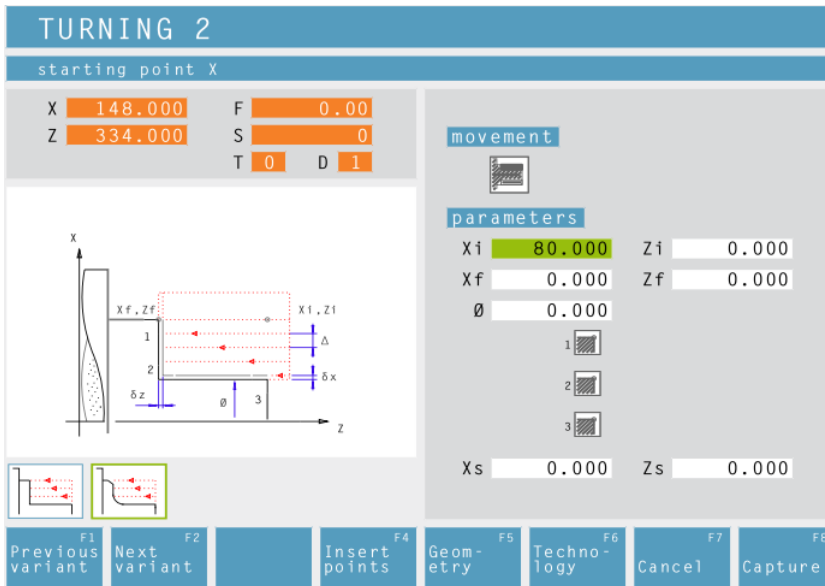 TURNING 2
starting point X
X 148.000 F 0.00
Z 334.000 S 0
T 0 D 1
movement
parameters
Xi 80.000 Zi 0.000
Xf 0.000 Zf 0.000
Ø 0.000
1
2
3
Xs 0.000 Zs 0.000
X
Xf,Zf Xi,Zi
1
Δ
2
δx
δz
Ø 3
Z
F1 F2 F4 F5 F6 F7 F8
Previous variant
Next variant
Insert points
Geom-etry
Techno-logy
Cancel
Capture